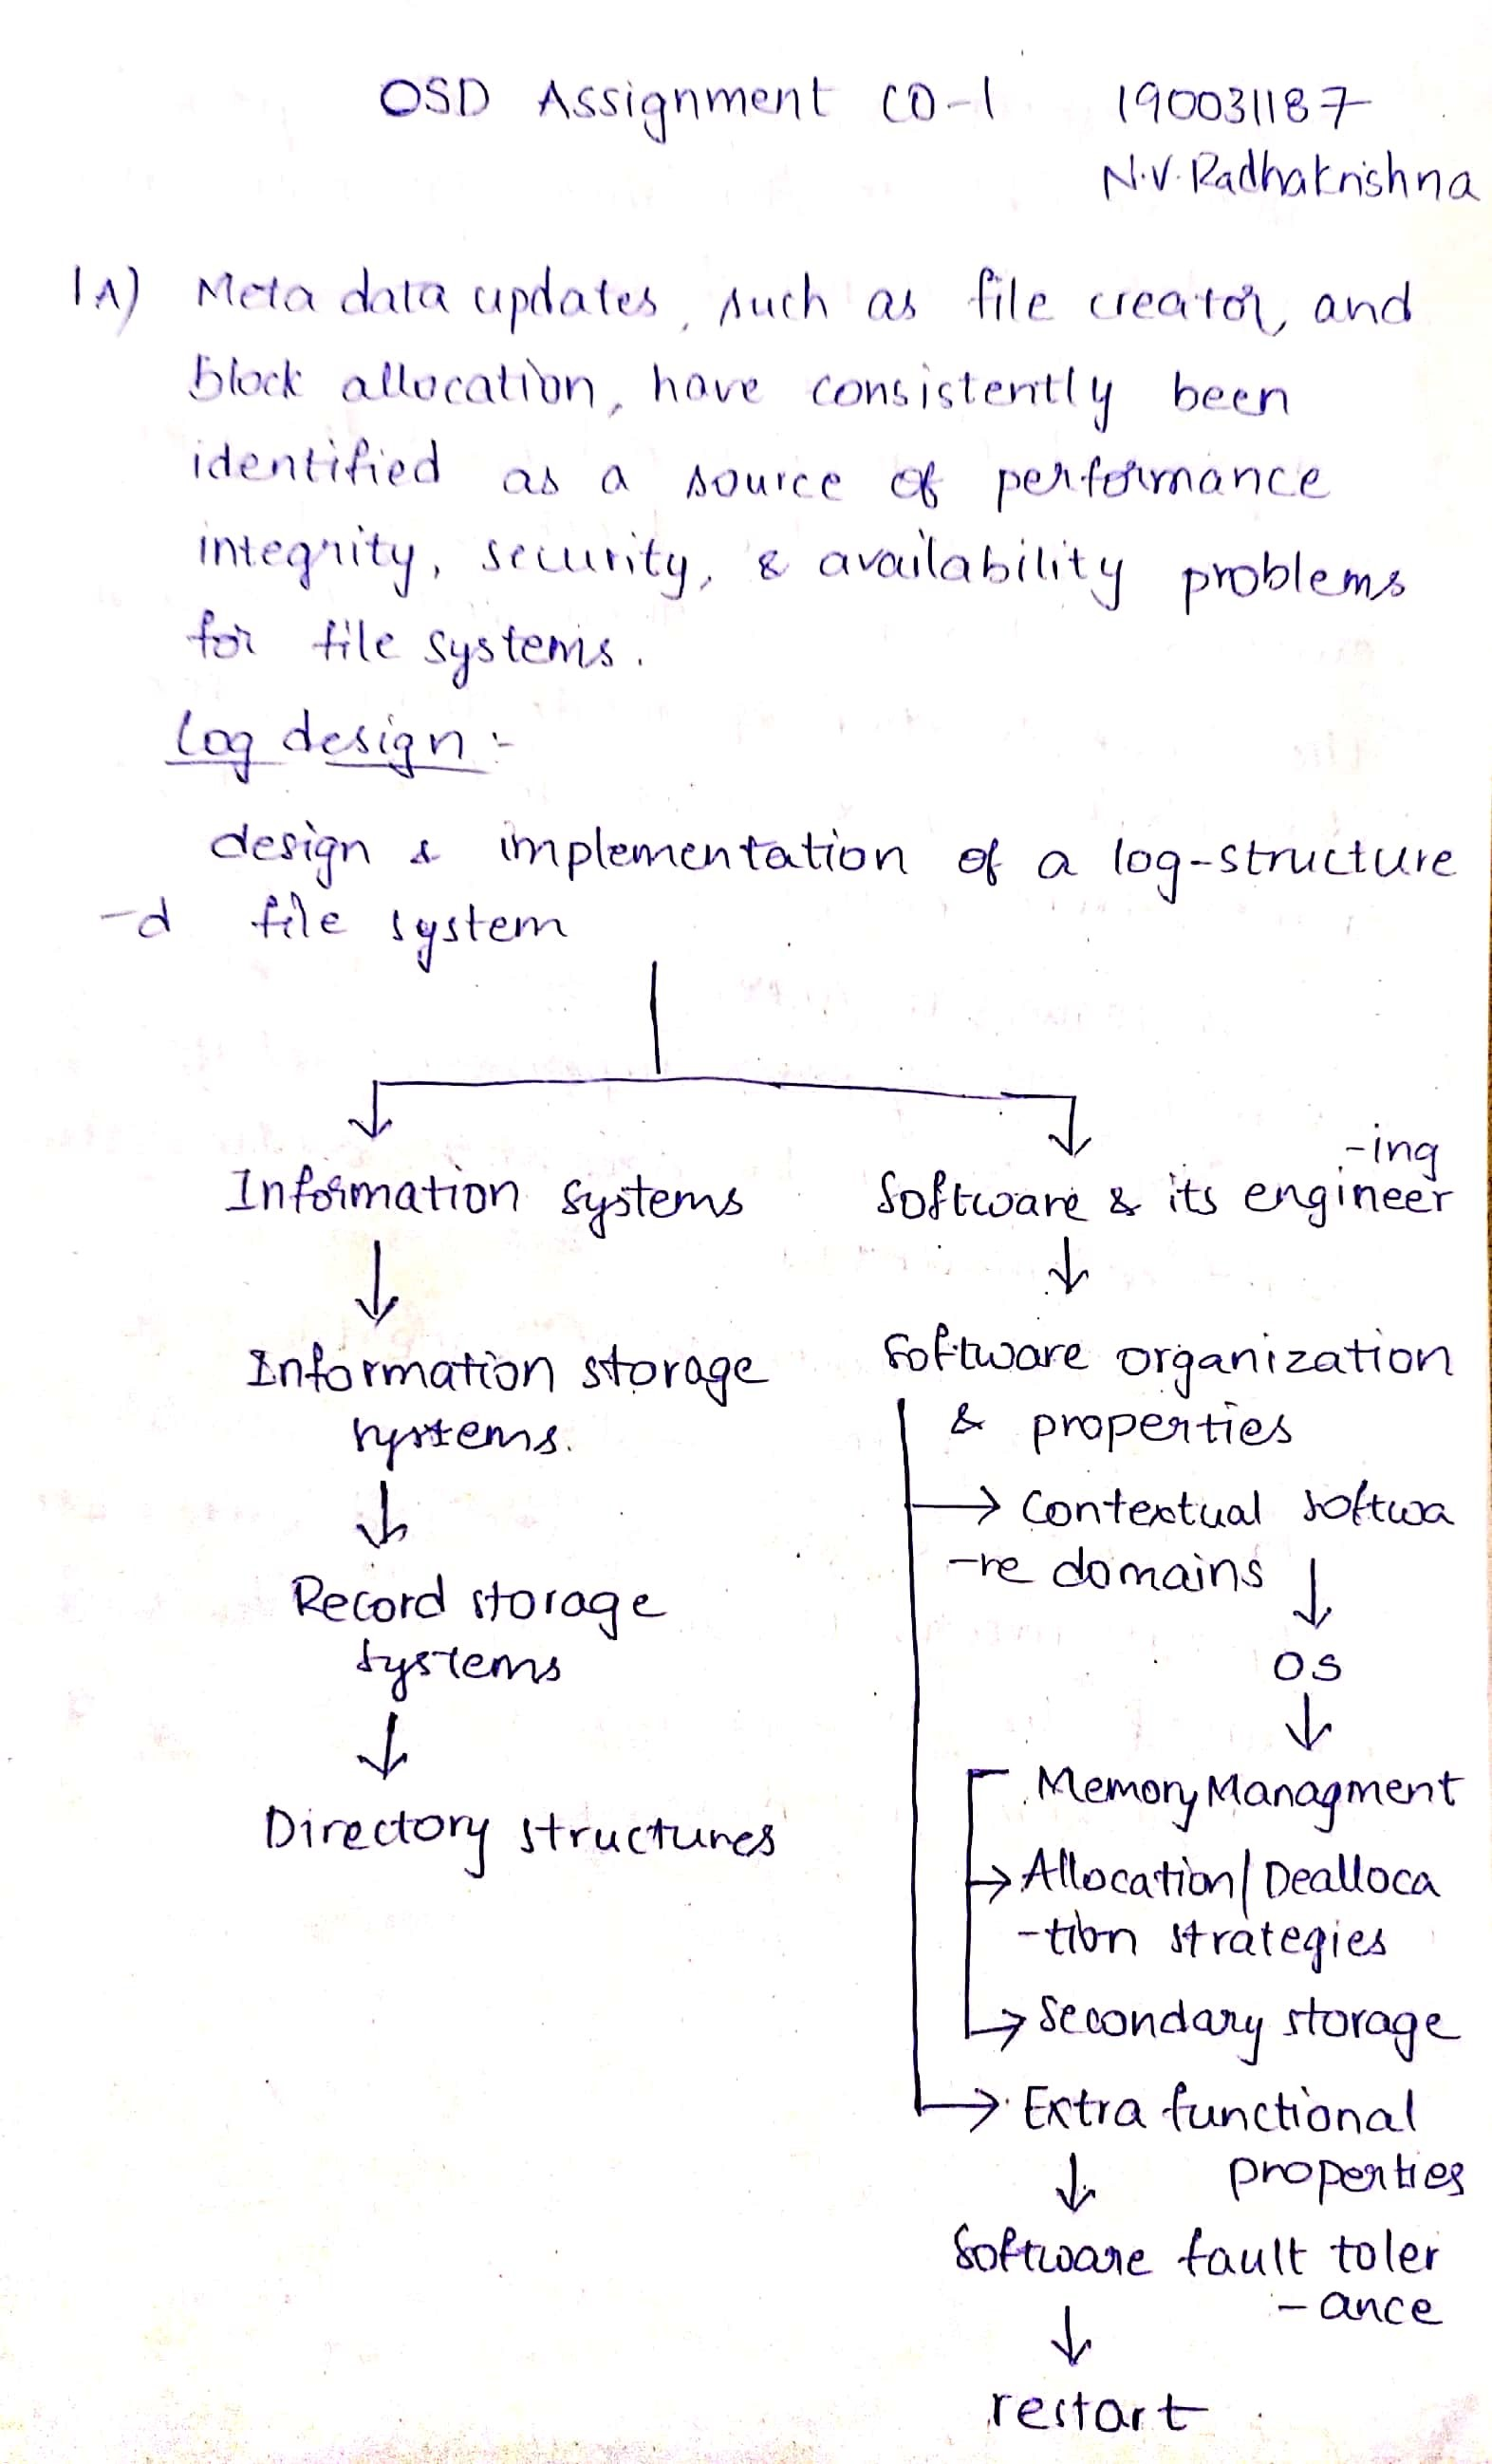 OSD Assignment CO-1 190031187
N.V. Radhakrishna
1A) Meta data updates, such as file creator, and
block allocation, have consistently been
identified as a source of performance
integrity, security, & availability problems
for file systems.
Log design :-
design & implementation of a log-structure
-d file system
Information systems
Information storage
systems.
Record storage
systems
Directory structures
-ing
Software & its engineer
Software organization
& properties
Contextual softwa
-re domains
OS
Memory Managment
Allocation/Dealloca
-tion strategies
Secondary storage
Extra functional
properties
Software fault toler
-ance
restart